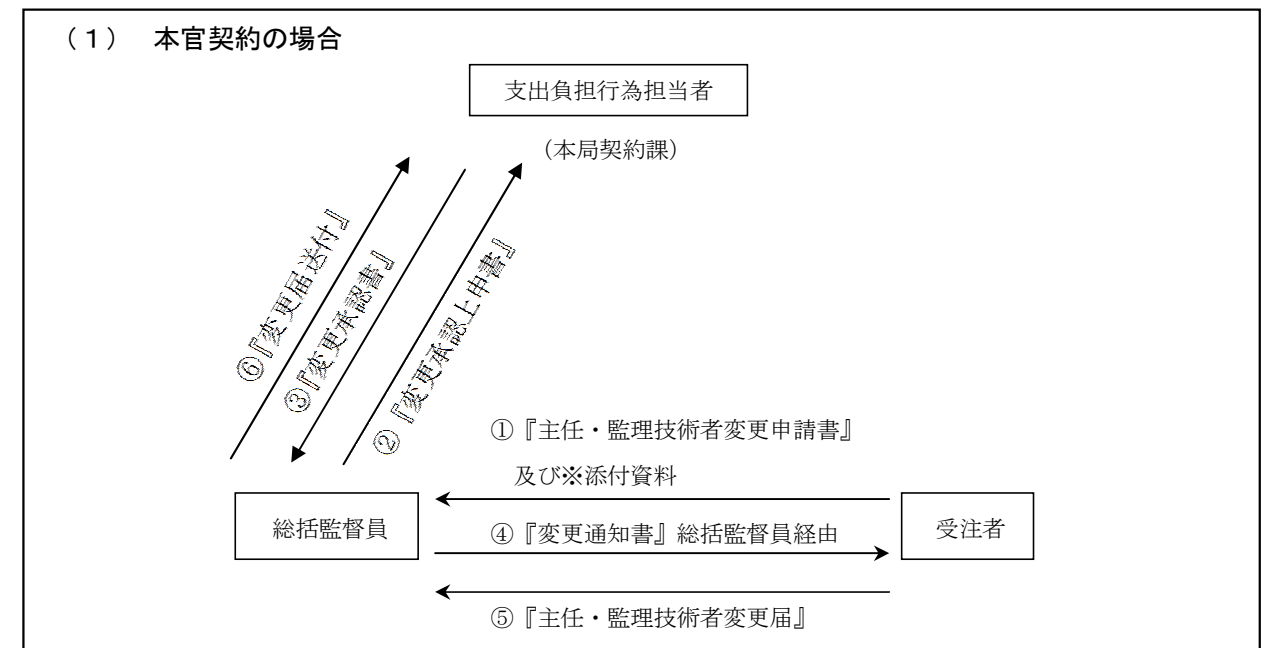 （１）　本官契約の場合
支出負担行為担当者
（本局契約課）
⑥『変更届送付』
③『変更承認書』
②『変更承認上申書』
①『主任・監理技術者変更申請書』
及び※添付資料
総括監督員
④『変更通知書』総括監督員経由
受注者
⑤『主任・監理技術者変更届』